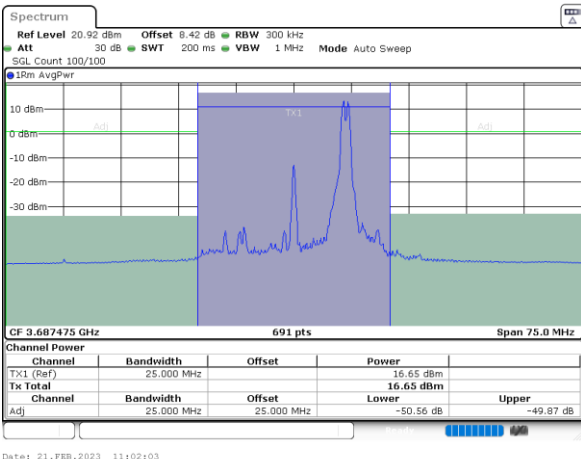 Spectrum
Ref Level 20.92 dBm Offset 8.42 dB RBW 300 kHz
Att 30 dB SWT 200 ms VBW 1 MHz Mode Auto Sweep
SGL Count 100/100
1Rm AvgPwr
TX1
10 dBm
Adj Adj
0 dBm
-10 dBm
-20 dBm
-30 dBm
CF 3.687475 GHz 691 pts Span 75.0 MHz
Channel Power
Channel Bandwidth Offset Power
TX1 (Ref) 25.000 MHz 16.65 dBm
Tx Total 16.65 dBm
Channel Bandwidth Offset Lower Upper
Adj 25.000 MHz 25.000 MHz -50.56 dB -49.87 dB
Date: 21.FEB.2023 11:02:03